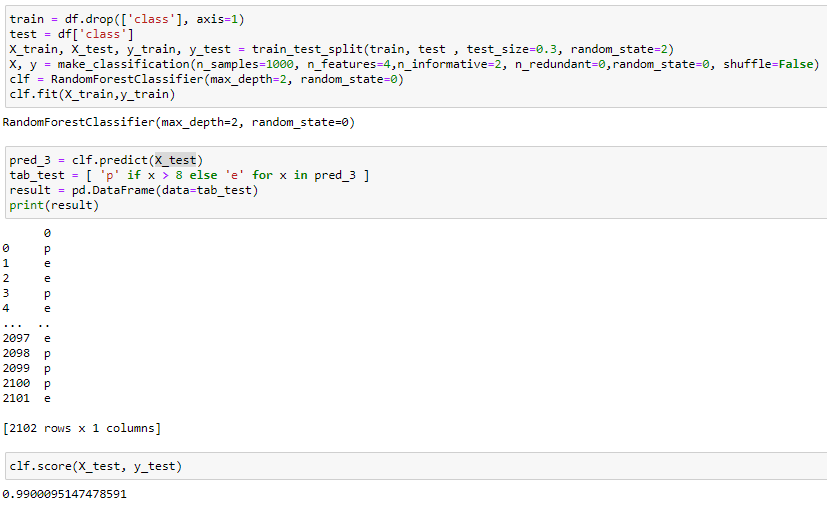 train = df.drop(['class'], axis=1)
test = df['class']
X_train, X_test, y_train, y_test = train_test_split(train, test , test_size=0.3, random_state=2)
X, y = make_classification(n_samples=1000, n_features=4,n_informative=2, n_redundant=0,random_state=0, shuffle=False)
clf = RandomForestClassifier(max_depth=2, random_state=0)
clf.fit(X_train,y_train)
RandomForestClassifier(max_depth=2, random_state=0)
pred_3 = clf.predict(X_test)
tab_test = [ 'p' if x > 8 else 'e' for x in pred_3 ]
result = pd.DataFrame(data=tab_test)
print(result)
0
0 p
1 e
2 e
3 p
4 e
... ..
2097 e
2098 p
2099 p
2100 p
2101 e
[2102 rows x 1 columns]
clf.score(X_test, y_test)
0.9900095147478591